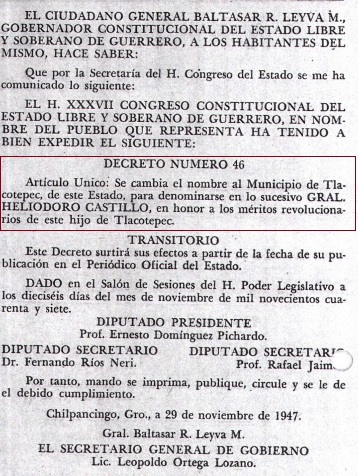 EL CIUDADANO GENERAL BALTASAR R. LEYVA M.,
GOBERNADOR CONSTITUCIONAL DEL ESTADO LIBRE
Y SOBERANO DE GUERRERO, A LOS HABITANTES DEL
MISMO, HACE SABER:
Que por la Secretaría del H. Congreso del Estado se me ha
comunicado lo siguiente:
EL H. XXXVII CONGRESO CONSTITUCIONAL DEL
ESTADO LIBRE Y SOBERANO DE GUERRERO, EN NOM-
BRE DEL PUEBLO QUE REPRESENTA HA TENIDO A
BIEN EXPEDIR EL SIGUIENTE:
DECRETO NUMERO 46
Artículo Unico: Se cambia el nombre al Municipio de Tla-
cotepec, de este Estado, para denominarse en lo sucesivo GRAL.
HELIODORO CASTILLO, en honor a los méritos revoluciona-
rios de este hijo de Tlacotepec.
TRANSITORIO
Este Decreto surtirá sus efectos a partir de la fecha de su pu-
blicación en el Periódico Oficial del Estado.
DADO en el Salón de Sesiones del H. Poder Legislativo a
los dieciséis días del mes de noviembre de mil novecientos cua-
renta y siete.
DIPUTADO PRESIDENTE
Prof. Ernesto Domínguez Pichardo.
DIPUTADO SECRETARIO DIPUTADO SECRETARIO
Dr. Fernando Ríos Neri. Prof. Rafael Jaim
Por tanto, mando se imprima, publique, circule y se le de
el debido cumplimiento.
Chilpancingo, Gro., a 29 de noviembre de 1947.
Gral. Baltasar R. Leyva M.
EL SECRETARIO GENERAL DE GOBIERNO
Lic. Leopoldo Ortega Lozano.